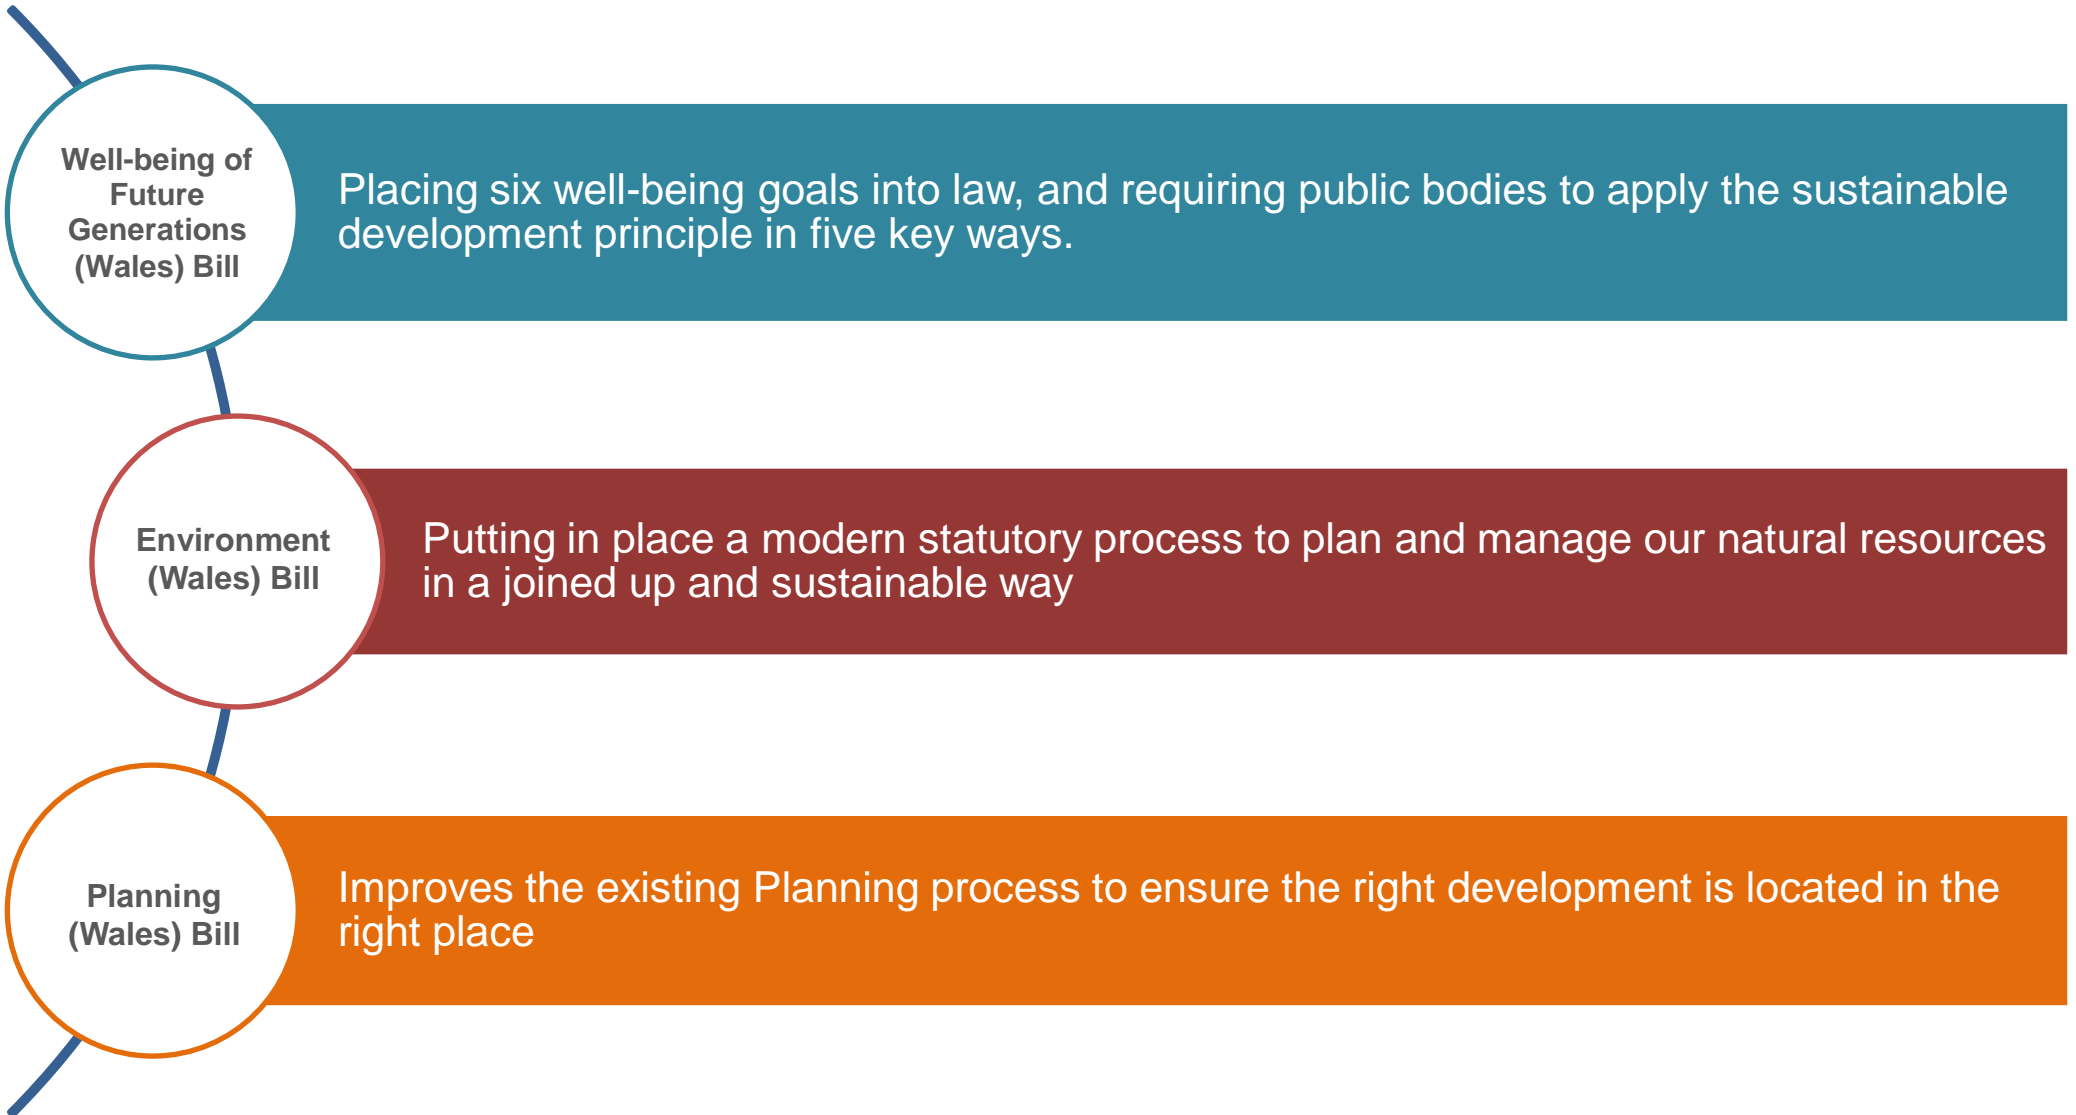 Well-being of
Future
Generations
(Wales) Bill
Placing six well-being goals into law, and requiring public bodies to apply the sustainable
development principle in five key ways.
Environment
(Wales) Bill
Putting in place a modern statutory process to plan and manage our natural resources
in a joined up and sustainable way
Planning
(Wales) Bill
Improves the existing Planning process to ensure the right development is located in the
right place